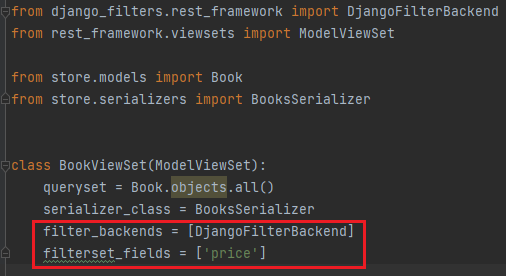 from django_filters.rest_framework import DjangoFilterBackend
from rest_framework.viewsets import ModelViewSet
from store.models import Book
from store.serializers import BooksSerializer
class BookViewSet(ModelViewSet):
queryset = Book.objects.all()
serializer_class = BooksSerializer
filter_backends = [DjangoFilterBackend]
filterset_fields = ['price']